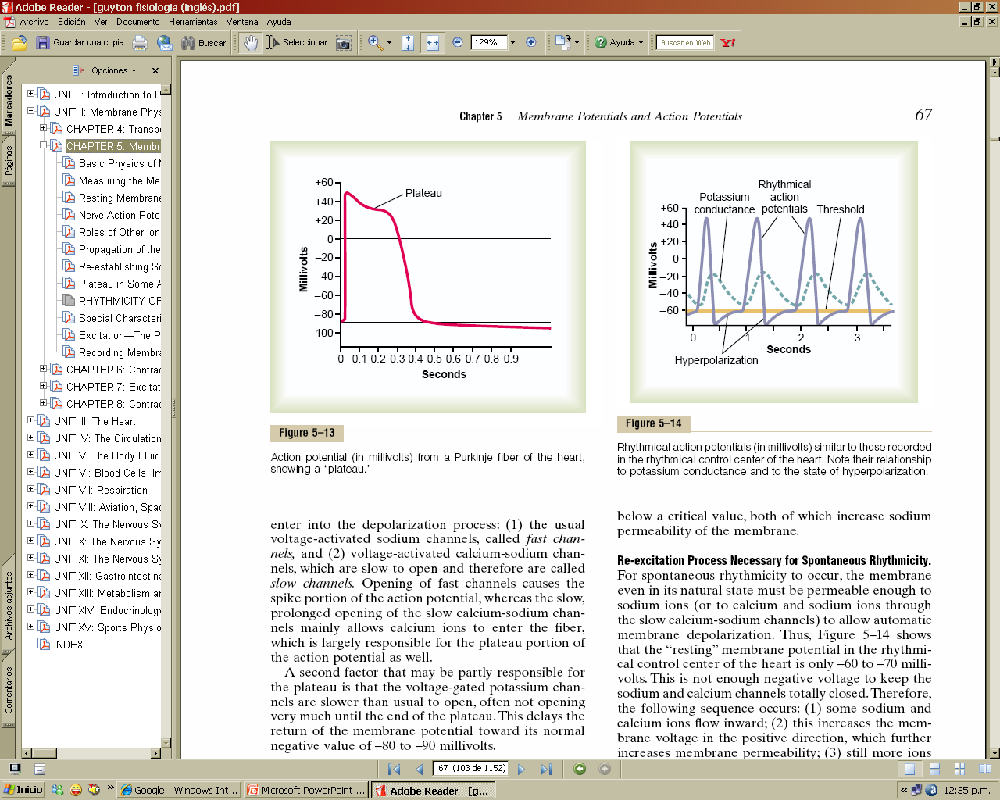 Adobe Reader - [guyton fisiologia (inglés).pdf]
Archivo Edición Ver Documento Herramientas Ventana Ayuda
Guardar una copia Buscar Seleccionar 129% Ayuda Buscar en Web Y!
Marcadores
Páginas
Archivos adjuntos
Comentarios
Opciones
UNIT I: Introduction to P
UNIT II: Membrane Phys
CHAPTER 4: Transp
CHAPTER 5: Membr
Basic Physics of
Measuring the Me
Resting Membrane
Nerve Action Pote
Roles of Other Ion
Propagation of the
Re-establishing So
Plateau in Some A
RHYTHMICITY OF
Special Characteri
Excitation—The P
Recording Membra
CHAPTER 6: Contrac
CHAPTER 7: Excitat
CHAPTER 8: Contrac
UNIT III: The Heart
UNIT IV: The Circulation
UNIT V: The Body Fluid
UNIT VI: Blood Cells, Im
UNIT VII: Respiration
UNIT VIII: Aviation, Spac
UNIT IX: The Nervous Sy
UNIT X: The Nervous Sy
UNIT XI: The Nervous Sy
UNIT XII: Gastrointestina
UNIT XIII: Metabolism an
UNIT XIV: Endocrinology
UNIT XV: Sports Physio
INDEX
Chapter 5 Membrane Potentials and Action Potentials 67
+60
+40
+20
0
−20
−40
−60
−80
−100
Millivolts
Plateau
0 0.1 0.2 0.3 0.4 0.5 0.6 0.7 0.8 0.9
Seconds
Figure 5–13
Action potential (in millivolts) from a Purkinje fiber of the heart,
showing a “plateau.”
enter into the depolarization process: (1) the usual
voltage-activated sodium channels, called fast chan-
nels, and (2) voltage-activated calcium-sodium chan-
nels, which are slow to open and therefore are called
slow channels. Opening of fast channels causes the
spike portion of the action potential, whereas the slow,
prolonged opening of the slow calcium-sodium chan-
nels mainly allows calcium ions to enter the fiber,
which is largely responsible for the plateau portion of
the action potential as well.
A second factor that may be partly responsible for
the plateau is that the voltage-gated potassium chan-
nels are slower than usual to open, often not opening
very much until the end of the plateau. This delays the
return of the membrane potential toward its normal
negative value of –80 to –90 millivolts.
Rhythmical
action
potentials
Potassium
conductance
Threshold
+60
+40
+20
0
−20
−40
−60
Millivolts
0 1 2 3
Seconds
Hyperpolarization
Figure 5–14
Rhythmical action potentials (in millivolts) similar to those recorded
in the rhythmical control center of the heart. Note their relationship
to potassium conductance and to the state of hyperpolarization.
below a critical value, both of which increase sodium
permeability of the membrane.
Re-excitation Process Necessary for Spontaneous Rhythmicity.
For spontaneous rhythmicity to occur, the membrane
even in its natural state must be permeable enough to
sodium ions (or to calcium and sodium ions through
the slow calcium-sodium channels) to allow automatic
membrane depolarization. Thus, Figure 5–14 shows
that the “resting” membrane potential in the rhythmi-
cal control center of the heart is only –60 to –70 milli-
volts. This is not enough negative voltage to keep the
sodium and calcium channels totally closed. Therefore,
the following sequence occurs: (1) some sodium and
calcium ions flow inward; (2) this increases the mem-
brane voltage in the positive direction, which further
increases membrane permeability; (3) still more ions
67 (103 de 1152)
Inicio » Google - Windows Int... Microsoft PowerPoint ... Adobe Reader - [g... « 12:35 p.m.